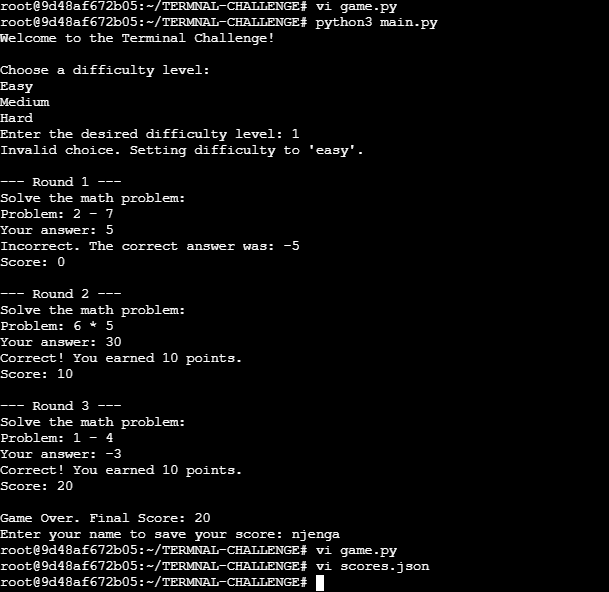 root@9d48af672b05:~/TERMNAL-CHALLENGE# vi game.py
root@9d48af672b05:~/TERMNAL-CHALLENGE# python3 main.py
Welcome to the Terminal Challenge!
Choose a difficulty level:
Easy
Medium
Hard
Enter the desired difficulty level: 1
Invalid choice. Setting difficulty to 'easy'.
--- Round 1 ---
Solve the math problem:
Problem: 2 - 7
Your answer: 5
Incorrect. The correct answer was: -5
Score: 0
--- Round 2 ---
Solve the math problem:
Problem: 6 * 5
Your answer: 30
Correct! You earned 10 points.
Score: 10
--- Round 3 ---
Solve the math problem:
Problem: 1 - 4
Your answer: -3
Correct! You earned 10 points.
Score: 20
Game Over. Final Score: 20
Enter your name to save your score: njenga
root@9d48af672b05:~/TERMNAL-CHALLENGE# vi game.py
root@9d48af672b05:~/TERMNAL-CHALLENGE# vi scores.json
root@9d48af672b05:~/TERMNAL-CHALLENGE#